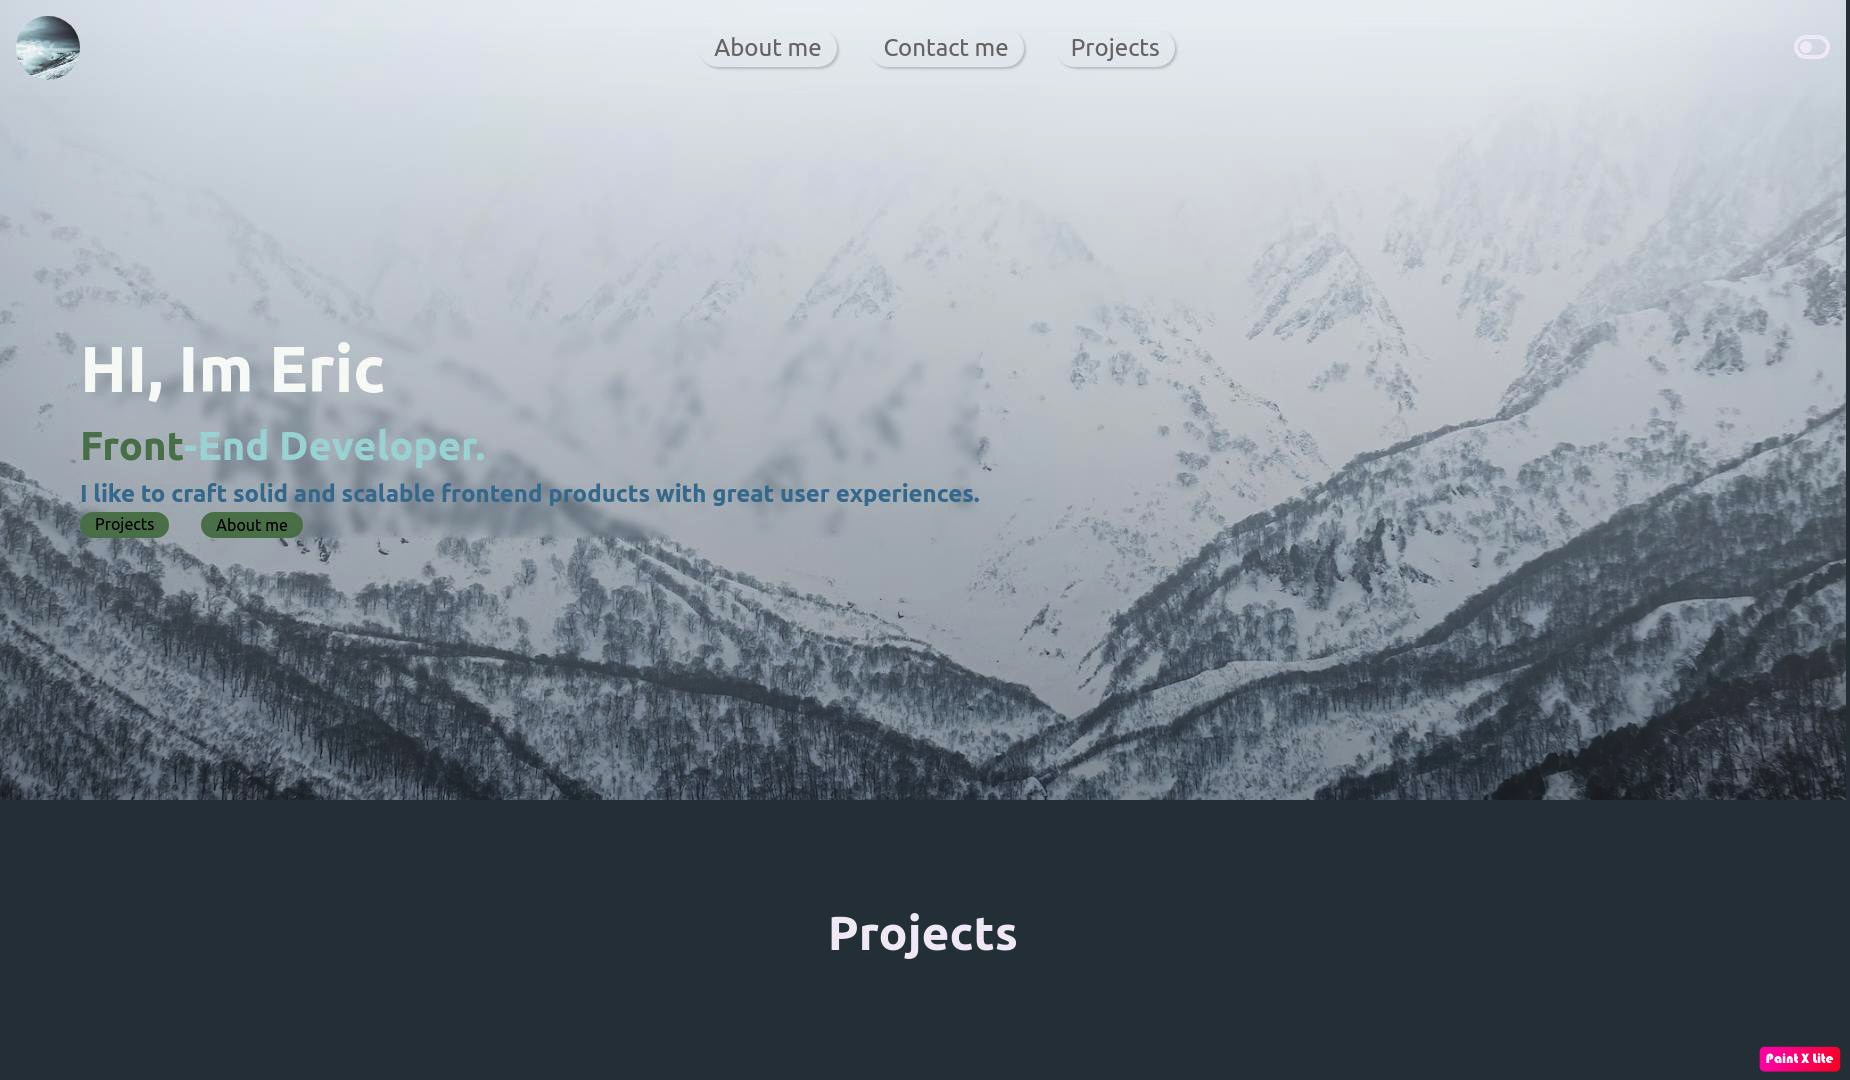 About me
Contact me
Projects
HI, Im Eric
Front-End Developer.
I like to craft solid and scalable frontend products with great user experiences.
Projects
About me
Projects
Paint X lite